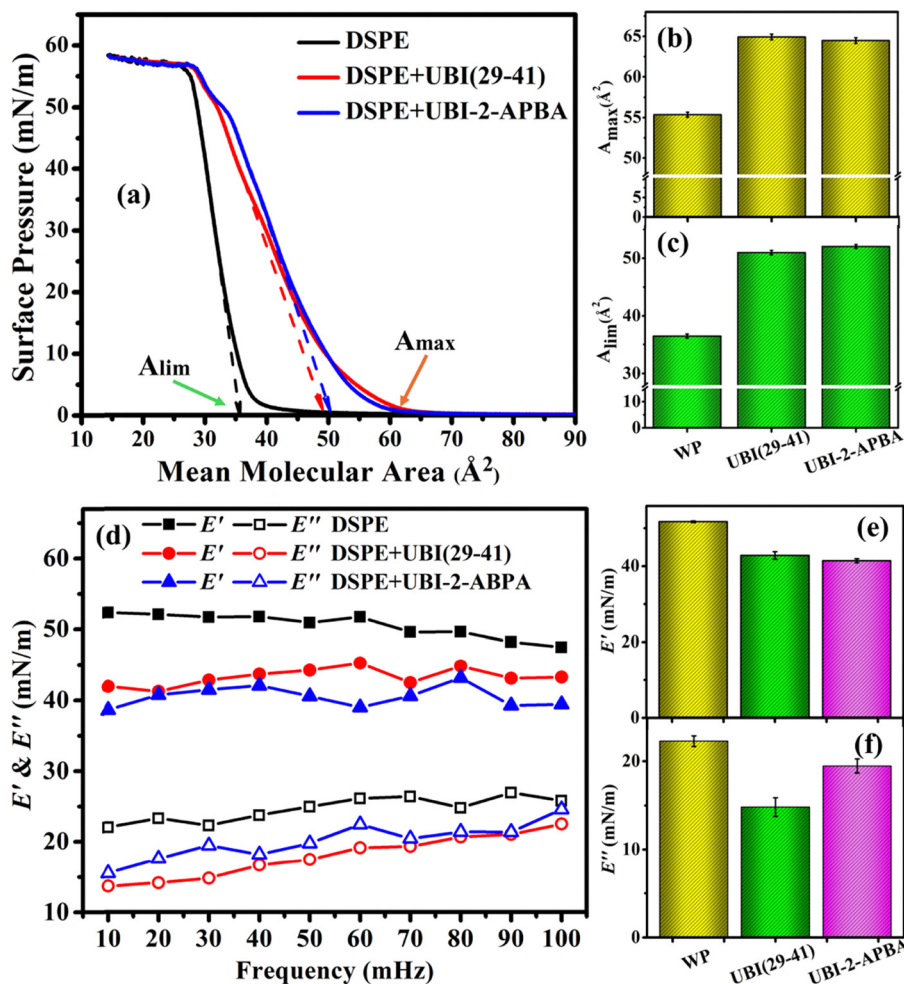 (a)
DSPE
DSPE+UBI(29-41)
DSPE+UBI-2-APBA
Surface Pressure (mN/m)
60
50
40
30
20
10
0
Alim
Amax
10 20 30 40 50 60 70 80 90
Mean Molecular Area (Å²)
(b)
Amax(Å²)
65
60
55
5
0
(c)
Alim(Å²)
50
40
30
10
5
0
WP UBI(29-41) UBI-2-APBA
(d)
E' E'' DSPE
E' E'' DSPE+UBI(29-41)
E' E'' DSPE+UBI-2-ABPA
E' & E'' (mN/m)
60
50
40
30
20
10
10 20 30 40 50 60 70 80 90 100
Frequency (mHz)
(e)
E' (mN/m)
40
20
0
(f)
E'' (mN/m)
20
10
0
WP UBI(29-41) UBI-2-APBA